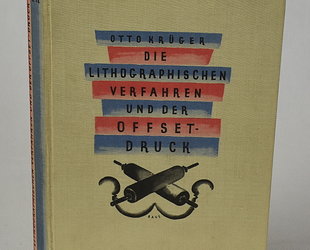 OTTO KRÜGER
DIE
LITHOGRAPHISCHEN
VERFAHREN
UND DER
OFFSET-
DRUCK